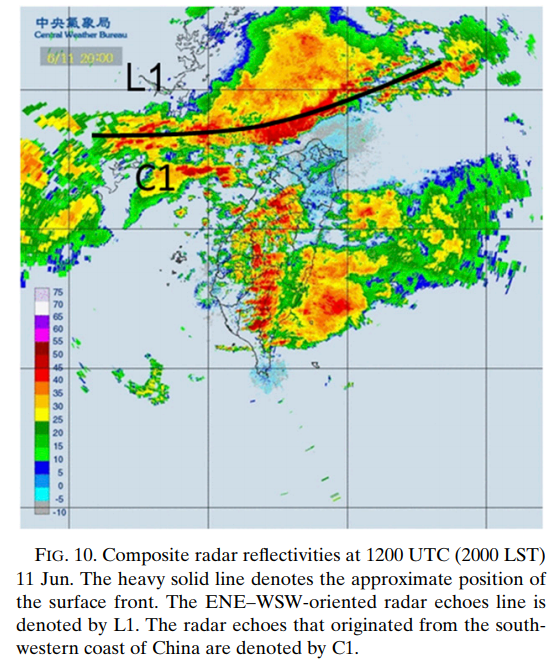 中央氣象局
Central Weather Bureau
6/11 20:00
L1
C1
75
70
65
60
55
50
45
40
35
30
25
20
15
10
5
0
-5
-10
FIG. 10. Composite radar reflectivities at 1200 UTC (2000 LST)
11 Jun. The heavy solid line denotes the approximate position of
the surface front. The ENE–WSW-oriented radar echoes line is
denoted by L1. The radar echoes that originated from the south-
western coast of China are denoted by C1.